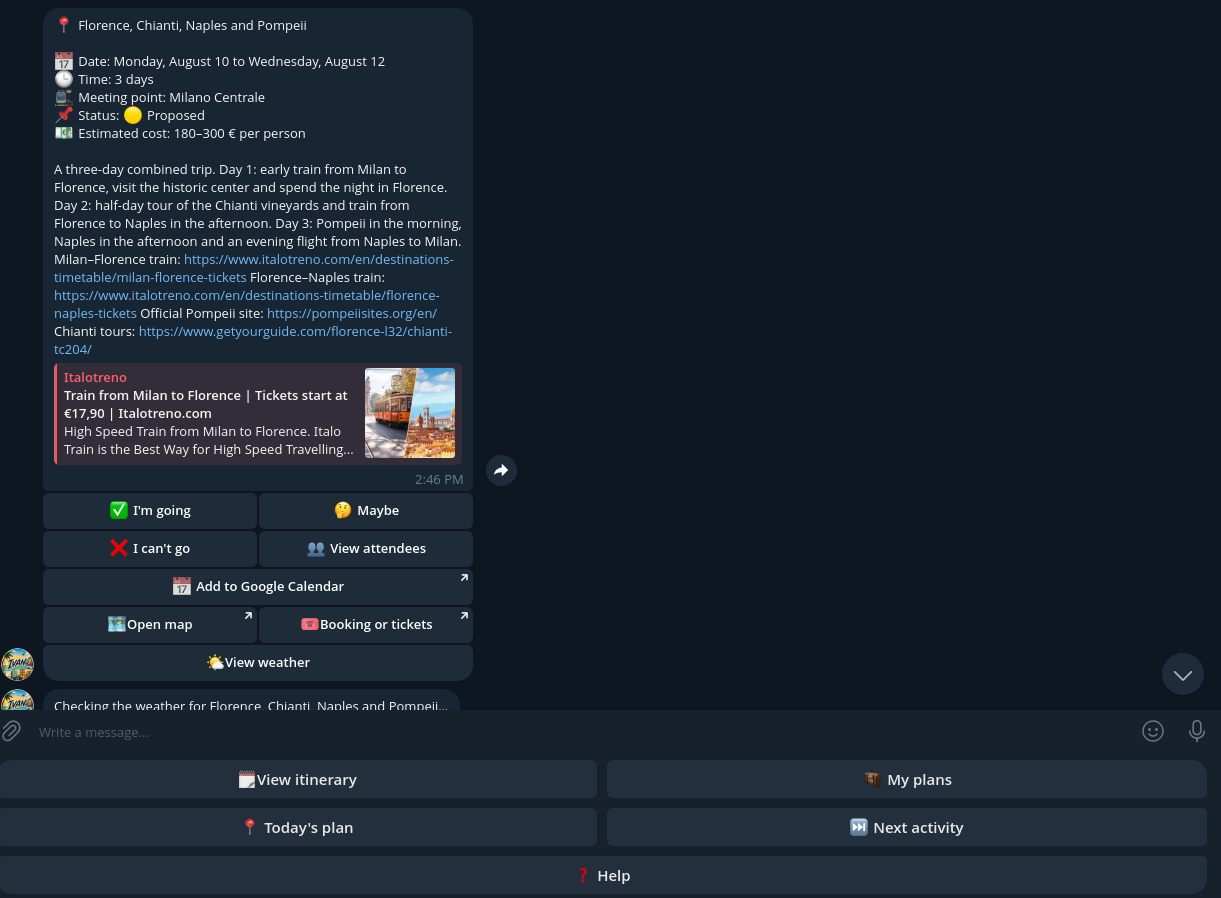 Florence, Chianti, Naples and Pompeii
Date: Monday, August 10 to Wednesday, August 12
Time: 3 days
Meeting point: Milano Centrale
Status: 🟡 Proposed
Estimated cost: 180–300 € per person
A three-day combined trip. Day 1: early train from Milan to
Florence, visit the historic center and spend the night in Florence.
Day 2: half-day tour of the Chianti vineyards and train from
Florence to Naples in the afternoon. Day 3: Pompeii in the morning,
Naples in the afternoon and an evening flight from Naples to Milan.
Milan–Florence train: https://www.italotreno.com/en/destinations-
timetable/milan-florence-tickets Florence–Naples train:
https://www.italotreno.com/en/destinations-timetable/florence-
naples-tickets Official Pompeii site: https://pompeiisites.org/en/
Chianti tours: https://www.getyourguide.com/florence-l32/chianti-
tc204/
Italotreno
Train from Milan to Florence | Tickets start at
€17,90 | Italotreno.com
High Speed Train from Milan to Florence. Italo
Train is the Best Way for High Speed Travelling...
2:46 PM
I'm going
Maybe
I can't go
View attendees
Add to Google Calendar
Open map
Booking or tickets
View weather
Checking the weather for Florence, Chianti, Naples and Pompeii...
Write a message...
View itinerary
My plans
Today's plan
Next activity
Help